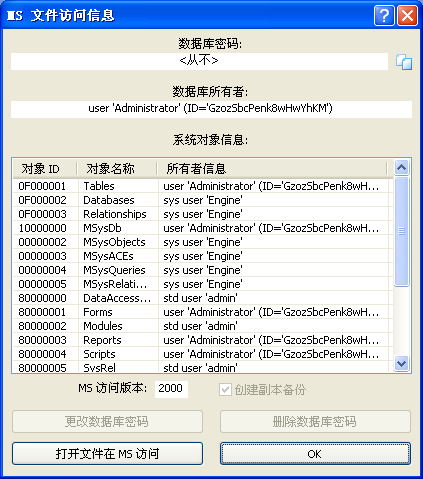 MS 文件访问信息
数据库密码:
<从不>
数据库所有者:
user 'Administrator' (ID='GzozSbcPenk8wHwYhKM')
系统对象信息:
对象 ID 对象名称 所有者信息
0F000001 Tables user 'Administrator' (ID='GzozSbcPenk8wH...
0F000002 Databases sys user 'Engine'
0F000003 Relationships sys user 'Engine'
10000000 MSysDb user 'Administrator' (ID='GzozSbcPenk8wH...
00000002 MSysObjects sys user 'Engine'
00000003 MSysACEs sys user 'Engine'
00000004 MSysQueries sys user 'Engine'
00000005 MSysRelati... sys user 'Engine'
80000000 DataAccess... std user 'admin'
80000001 Forms user 'Administrator' (ID='GzozSbcPenk8wH...
80000002 Modules std user 'admin'
80000003 Reports user 'Administrator' (ID='GzozSbcPenk8wH...
80000004 Scripts user 'Administrator' (ID='GzozSbcPenk8wH...
80000005 SysRel std user 'admin'
MS 访问版本: 2000 创建副本备份
更改数据库密码 删除数据库密码
打开文件在 MS 访问 OK